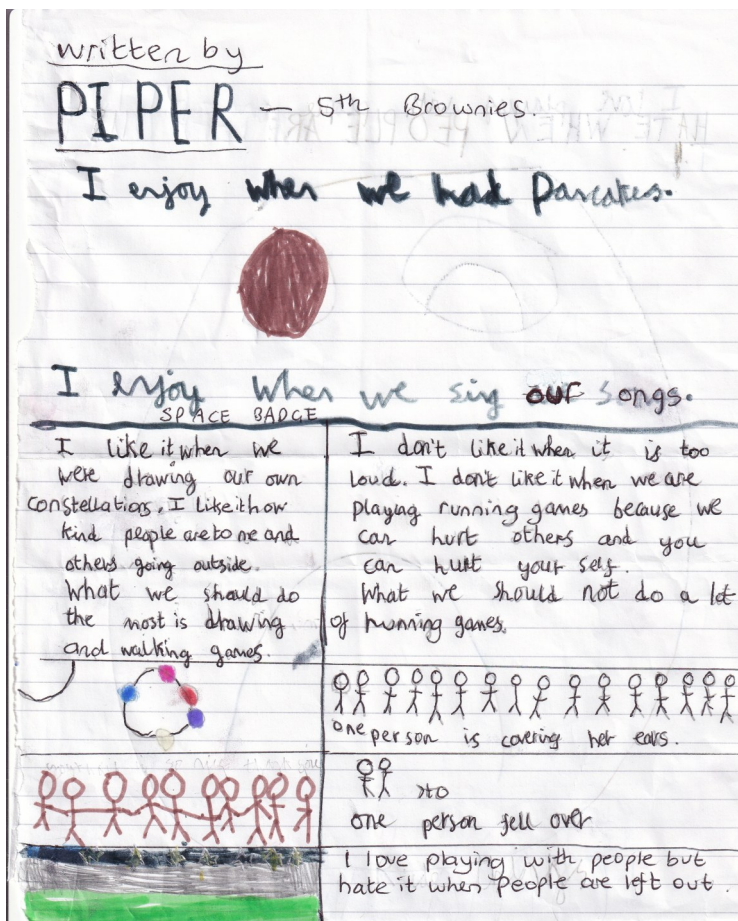 written by
PIPER - 5th Brownies.
I enjoy when we had Pancakes.
I enjoy when we sing our songs.
SPACE BADGE
I like it when we
were drawing our own
constellations. I like it how
kind people are to me and
others going outside.
What we should do
the most is drawing
and walking games.
I don't like it when it is too
loud. I don't like it when we are
playing running games because we
can hurt others and you
can hurt your self.
What we should not do a lot
of running games.
one person is covering her ears.
one person fell over
I love playing with people but
hate it when people are left out.